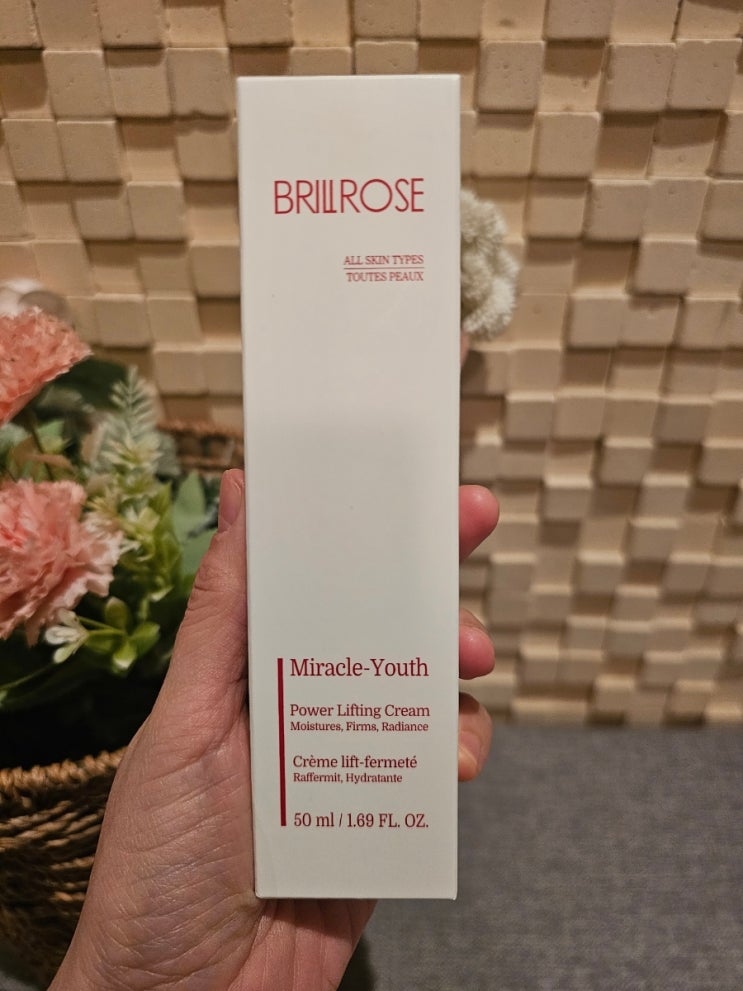 BRILLROSE
ALL SKIN TYPES
TOUTES PEAUX
Miracle-Youth
Power Lifting Cream
Moistures, Firms, Radiance
Crème lift-fermeté
Raffermit, Hydratante
50 ml / 1.69 FL. OZ.